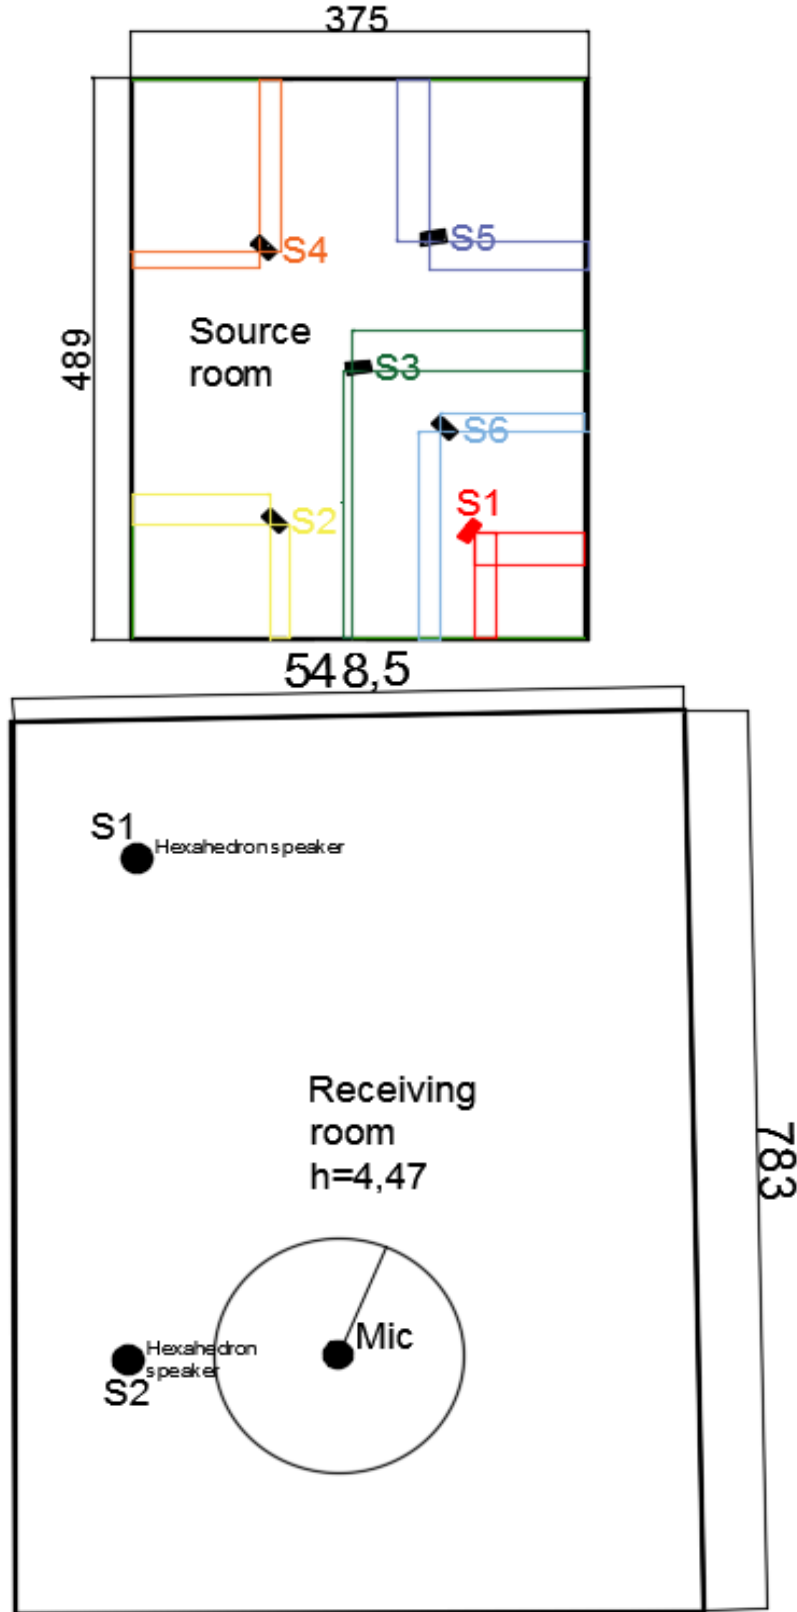 375
S4
S5
489
Source
room
S3
S6
S1
S2
548,5
S1
Hexahedron speaker
Receiving
room
h=4,47
783
Mic
Hexahedron
speaker
S2